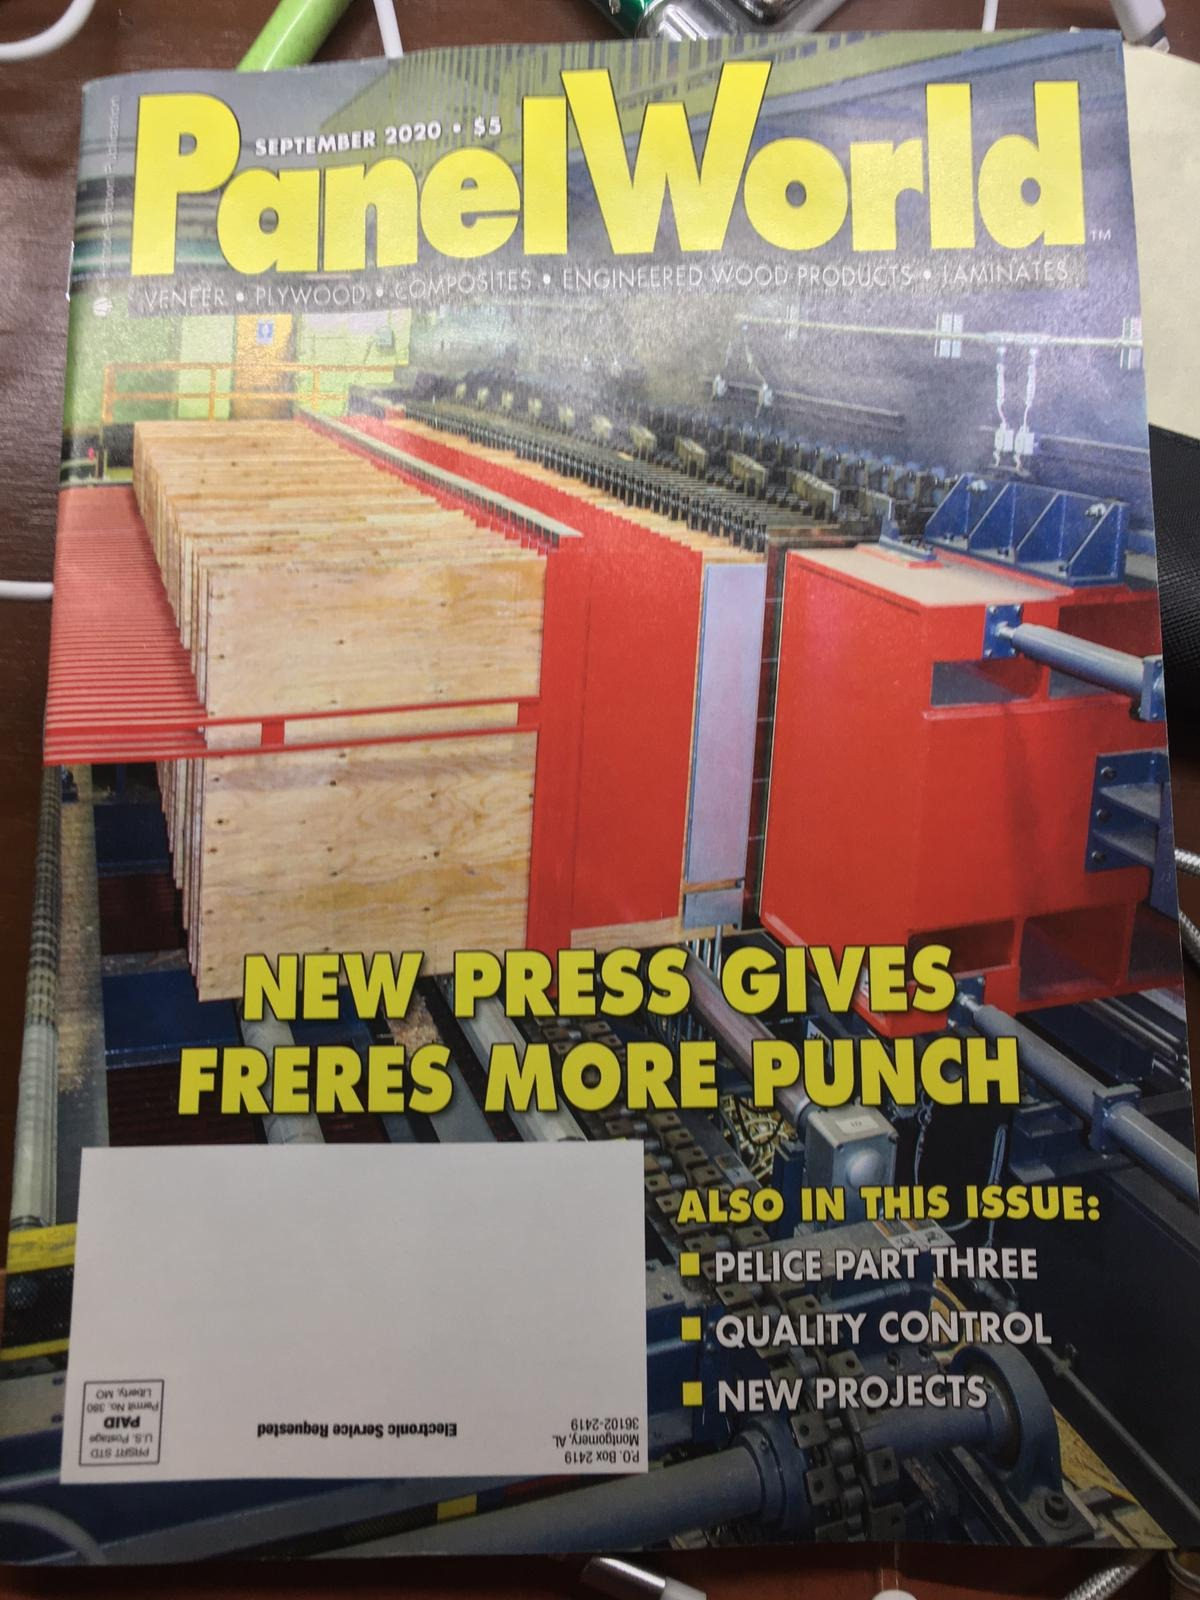 SEPTEMBER 2020 • $5
PanelWorld™
VENEER • PLYWOOD • COMPOSITES • ENGINEERED WOOD PRODUCTS • LAMINATES
NEW PRESS GIVES
FRERES MORE PUNCH
ALSO IN THIS ISSUE:
PELICE PART THREE
QUALITY CONTROL
NEW PROJECTS
P.O. Box 2419
Montgomery, AL
36102-2419
Electronic Service Requested
PRSRT STD
U.S. Postage
PAID
Permit No. 380
Liberty, MO